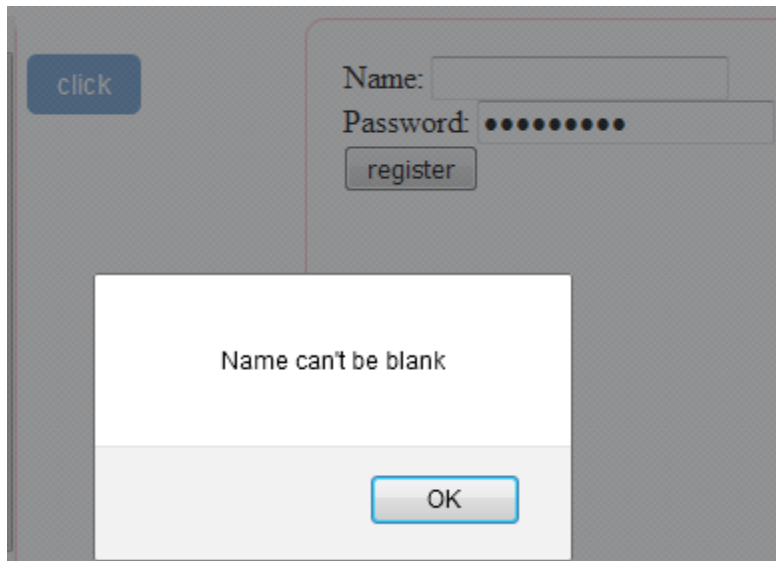 click
Name:
Password: •••••••••
register
Name can't be blank
OK